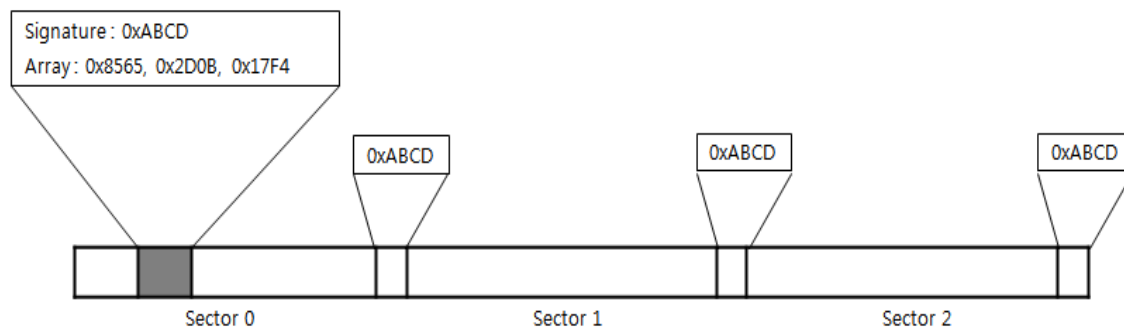 Signature : 0xABCD
Array : 0x8565, 0x2D0B, 0x17F4
0xABCD
0xABCD
0xABCD
Sector 0
Sector 1
Sector 2